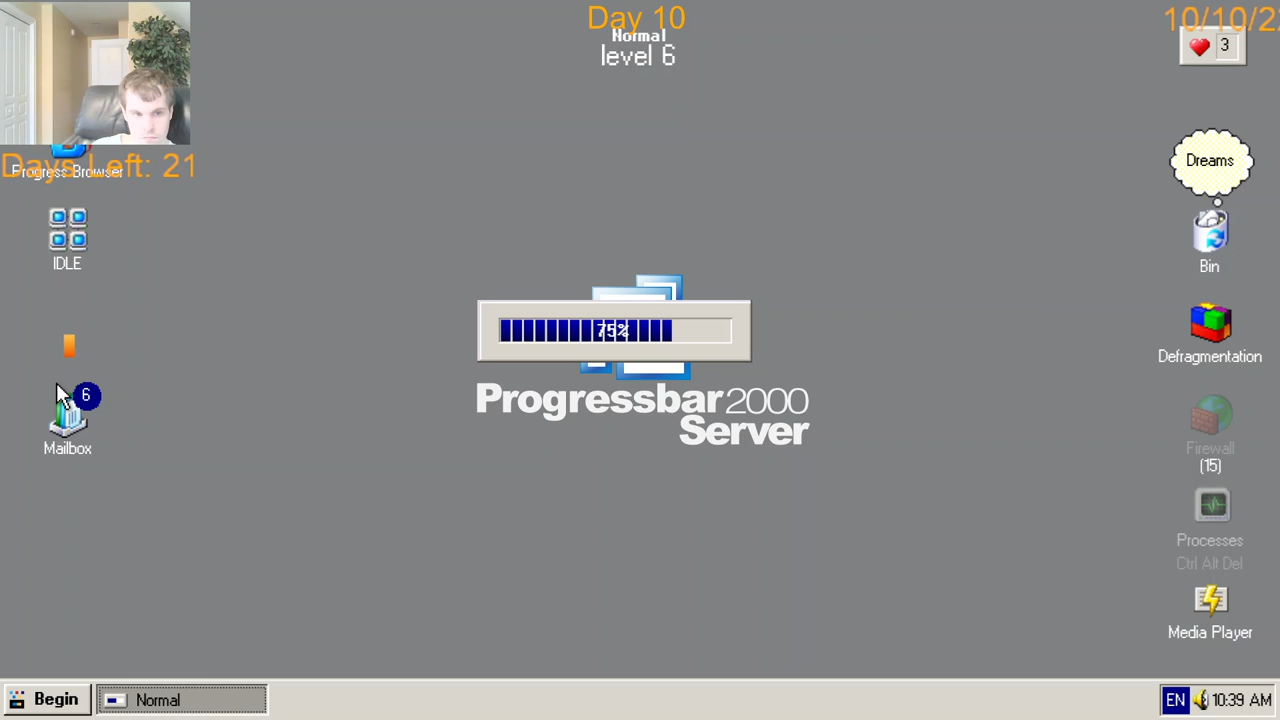 Day 10
10/10/2
Normal
level 6
3
Days Left: 21
Progress Browser
Dreams
IDLE
Bin
75%
Defragmentation
6
Mailbox
Progressbar2000
Server
Firewall
(15)
Processes
Ctrl Alt Del
Media Player
Begin
Normal
EN
10:39 AM